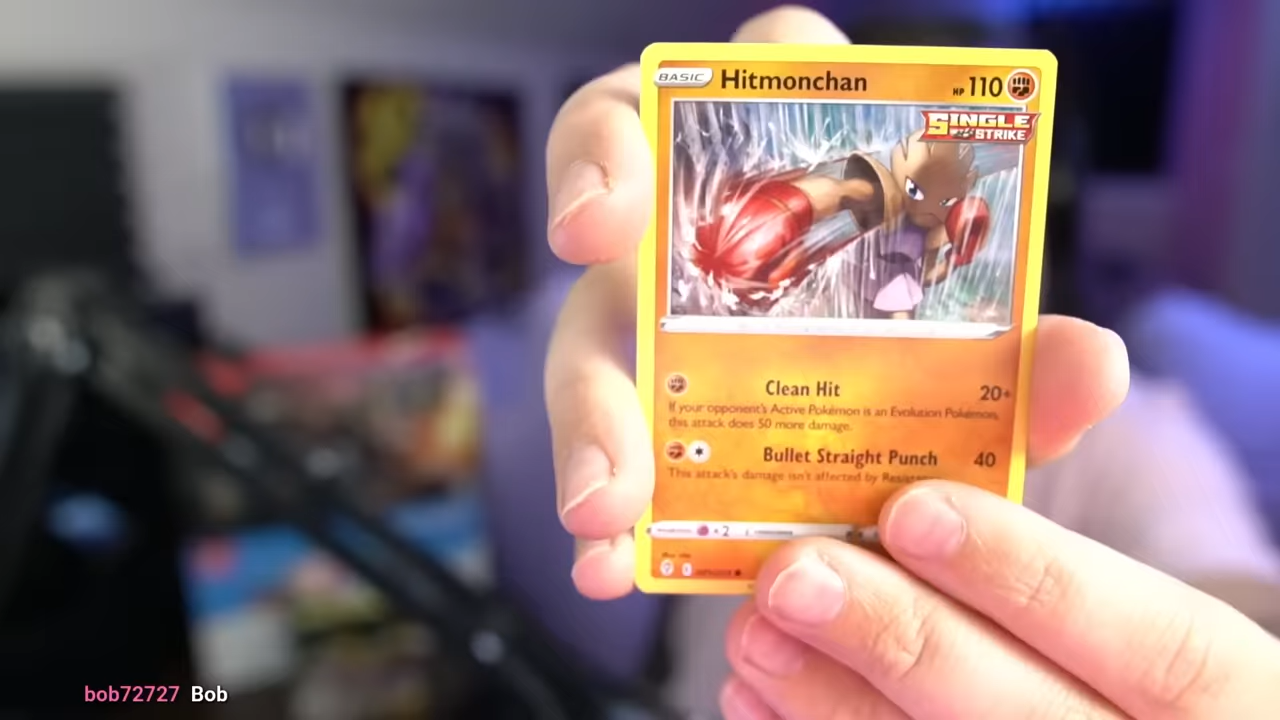 BASIC Hitmonchan HP 110
SINGLE
STRIKE
Clean Hit 20+
If your opponent's Active Pokémon is an Evolution Pokémon,
this attack does 50 more damage.
Bullet Straight Punch 40
This attack's damage isn't affected by
×2
bob72727 Bob